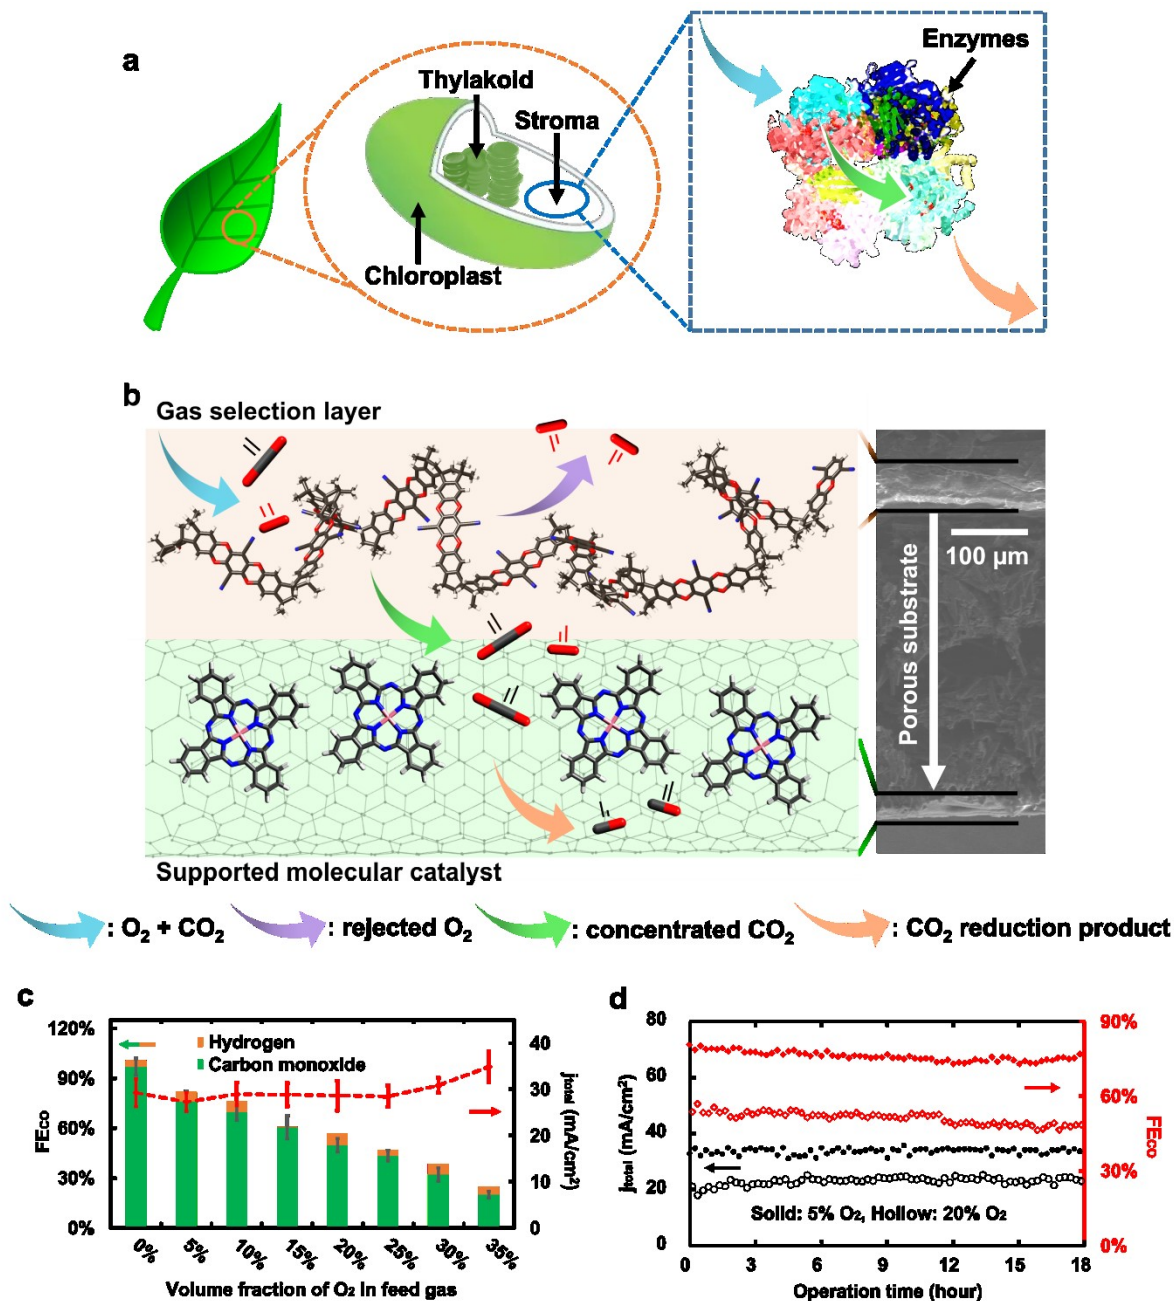 a
Enzymes
Thylakoid
Stroma
Chloroplast
b
Gas selection layer
100 μm
Porous substrate
Supported molecular catalyst
: O₂ + CO₂
: rejected O₂
: concentrated CO₂
: CO₂ reduction product
c
120%
90%
60%
30%
0%
FEco
Hydrogen
Carbon monoxide
40
30
20
10
0
jtotal (mA/cm²)
0%
5%
10%
15%
20%
25%
30%
35%
Volume fraction of O₂ in feed gas
d
80
60
40
20
0
jtotal (mA/cm²)
90%
60%
30%
0%
FEco
Solid: 5% O₂, Hollow: 20% O₂
0
3
6
9
12
15
18
Operation time (hour)